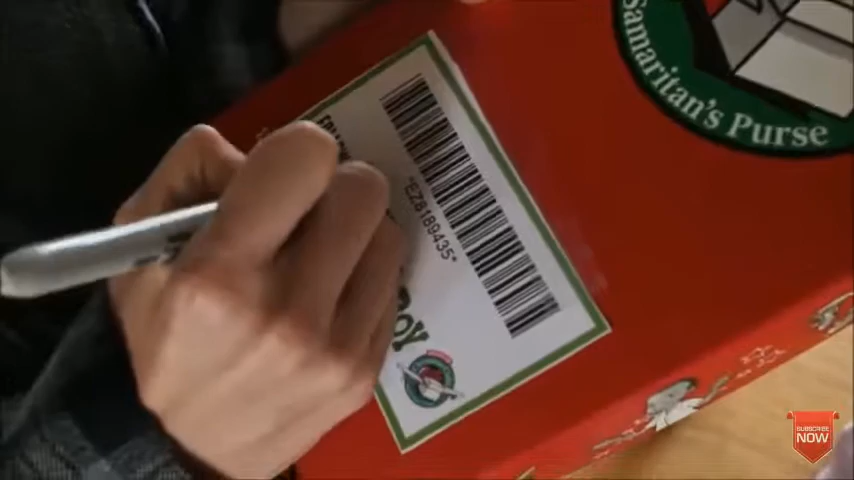 Samaritan's Purse
*EZ8189435*
BOY
SUBSCRIBE
NOW